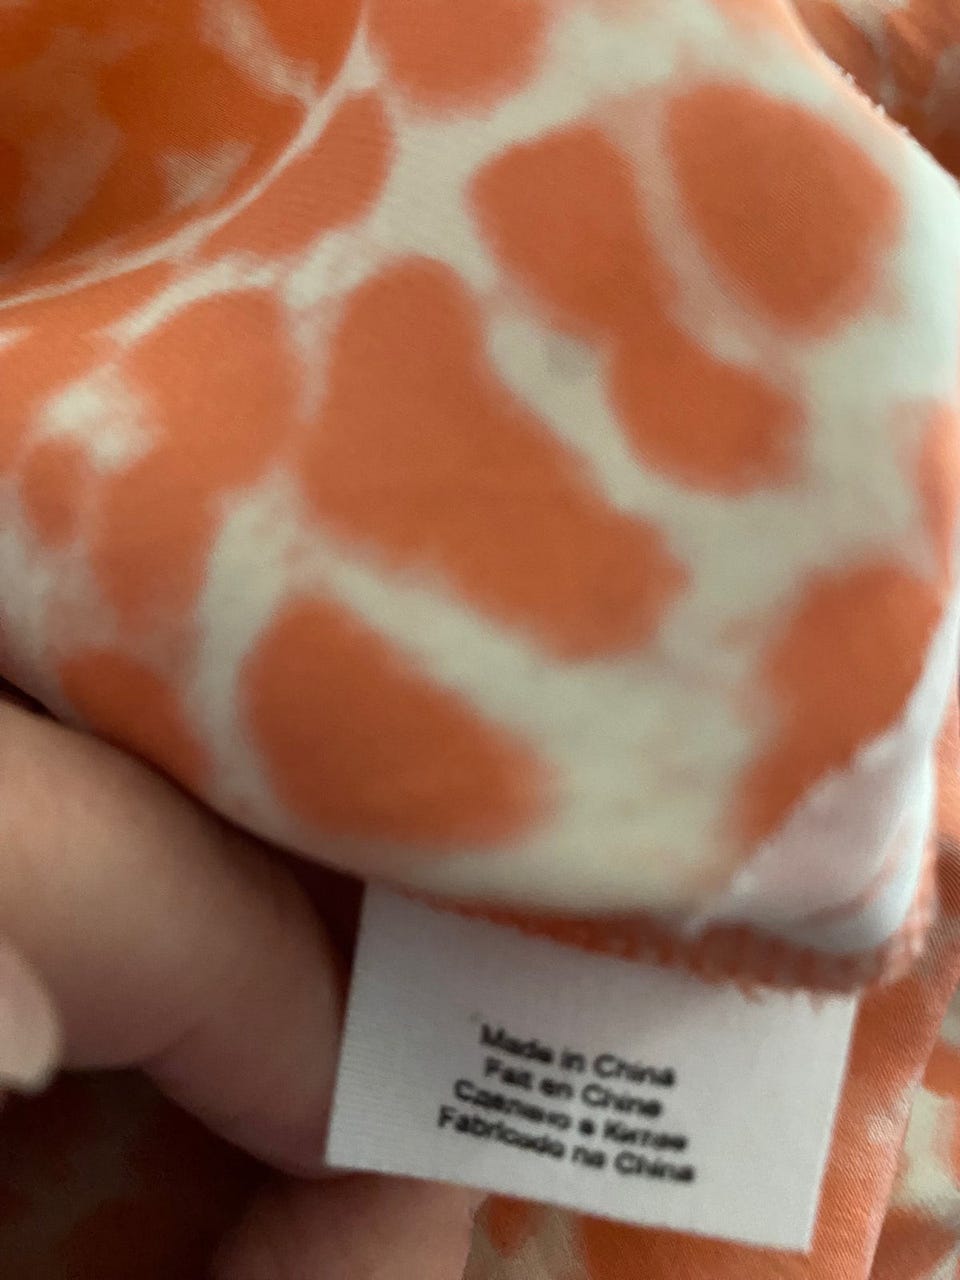 Made in China
Fait en Chine
Сделано в Китае
Fabricado na China